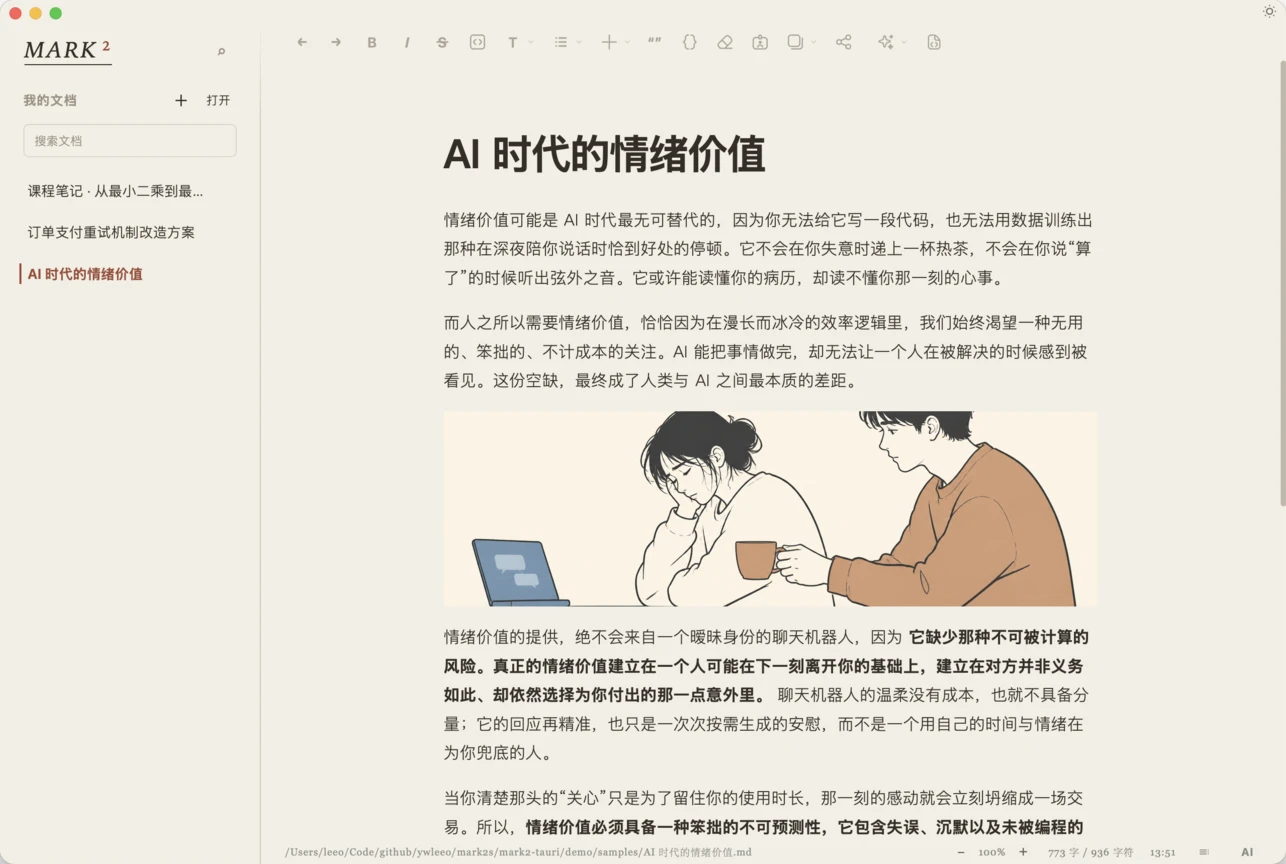 MARK 2
B I S T “”
我的文档 + 打开
搜索文档
课程笔记 · 从最小二乘到最...
订单支付重试机制改造方案
AI 时代的情绪价值
AI 时代的情绪价值
情绪价值可能是 AI 时代最无可替代的，因为你无法给它写一段代码，也无法用数据训练出
那种在深夜陪你说话时恰到好处的停顿。它不会在你失意时递上一杯热茶，不会在你说“算
了”的时候听出弦外之音。它或许能读懂你的病历，却读不懂你那一刻的心事。
而人之所以需要情绪价值，恰恰因为在漫长而冰冷的效率逻辑里，我们始终渴望一种无用
的、笨拙的、不计成本的关注。AI 能把事情做完，却无法让一个人在被解决的时候感到被
看见。这份空缺，最终成了人类与 AI 之间最本质的差距。
情绪价值的提供，绝不会来自一个暧昧身份的聊天机器人，因为 它缺少那种不可被计算的
风险。真正的情绪价值建立在一个人可能在下一刻离开你的基础上，建立在对方并非义务
如此、却依然选择为你付出的那一点意外里。 聊天机器人的温柔没有成本，也就不具备分
量；它的回应再精准，也只是一次次按需生成的安慰，而不是一个用自己的时间与情绪在
为你兜底的人。
当你清楚那头的“关心”只是为了留住你的使用时长，那一刻的感动就会立刻坍缩成一场交
易。所以，情绪价值必须具备一种笨拙的不可预测性，它包含失误、沉默以及未被编程的
/Users/leeo/Code/github/ywleeo/mark2s/mark2-tauri/demo/samples/AI 时代的情绪价值.md
− 100% + 773 字 / 936 字符 13:51 AI